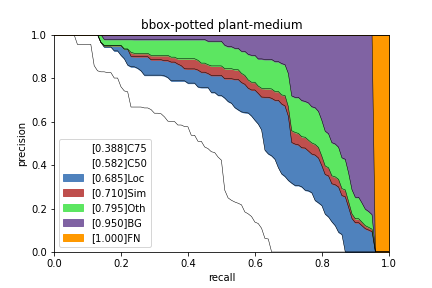 bbox-potted plant-medium
precision
1.0
0.8
0.6
0.4
0.2
0.0
[0.388]C75
[0.582]C50
[0.685]Loc
[0.710]Sim
[0.795]Oth
[0.950]BG
[1.000]FN
0.0 0.2 0.4 0.6 0.8 1.0
recall